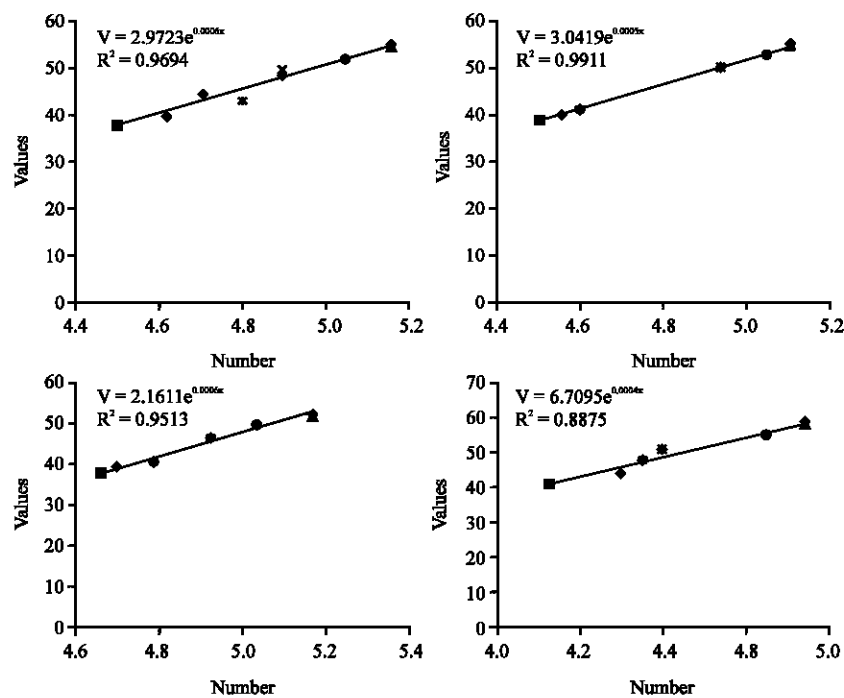 60
50
40
30
20
10
0
Values
V = 2.9723e^0.0006x
R² = 0.9694
4.4 4.6 4.8 5.0 5.2
Number
60
50
40
30
20
10
0
Values
V = 3.0419e^0.0005x
R² = 0.9911
4.4 4.6 4.8 5.0 5.2
Number
60
50
40
30
20
10
0
Values
V = 2.1611e^0.0006x
R² = 0.9513
4.6 4.8 5.0 5.2 5.4
Number
70
60
50
40
30
20
10
0
Values
V = 6.7095e^0.0004x
R² = 0.8875
4.0 4.2 4.4 4.8 5.0
Number